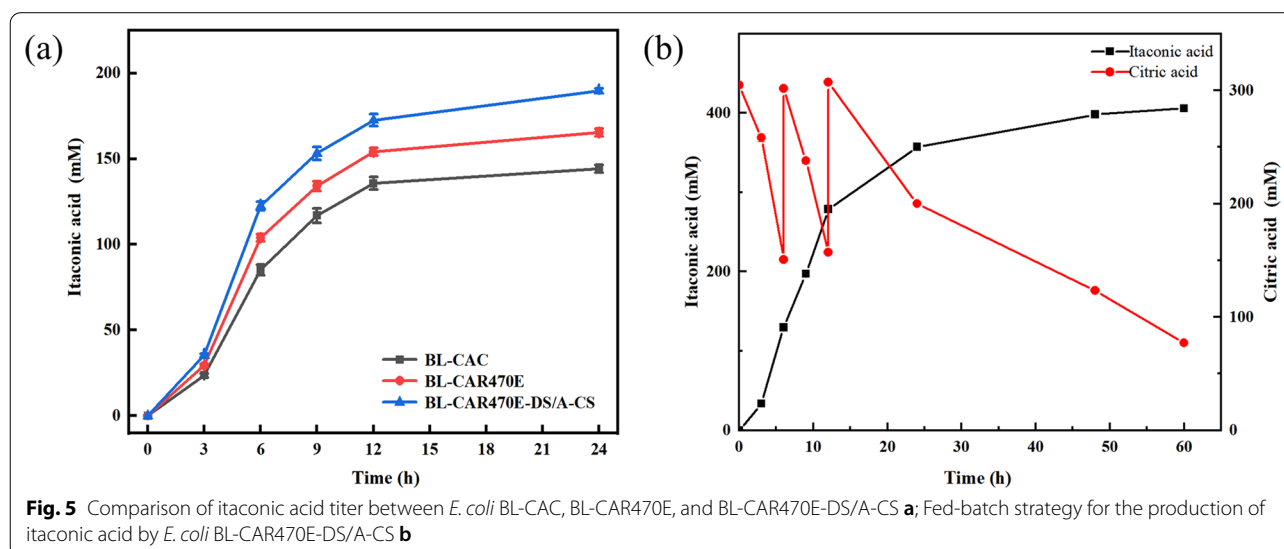 (a)
200
150
100
50
0
Itaconic acid (mM)
BL-CAC
BL-CAR470E
BL-CAR470E-DS/A-CS
0 3 6 9 12 15 18 21 24
Time (h)
(b)
Itaconic acid
Citric acid
400
200
0
Itaconic acid (mM)
300
200
100
0
Citric acid (mM)
0 10 20 30 40 50 60
Time (h)
Fig. 5 Comparison of itaconic acid titer between E. coli BL-CAC, BL-CAR470E, and BL-CAR470E-DS/A-CS a; Fed-batch strategy for the production of
itaconic acid by E. coli BL-CAR470E-DS/A-CS b